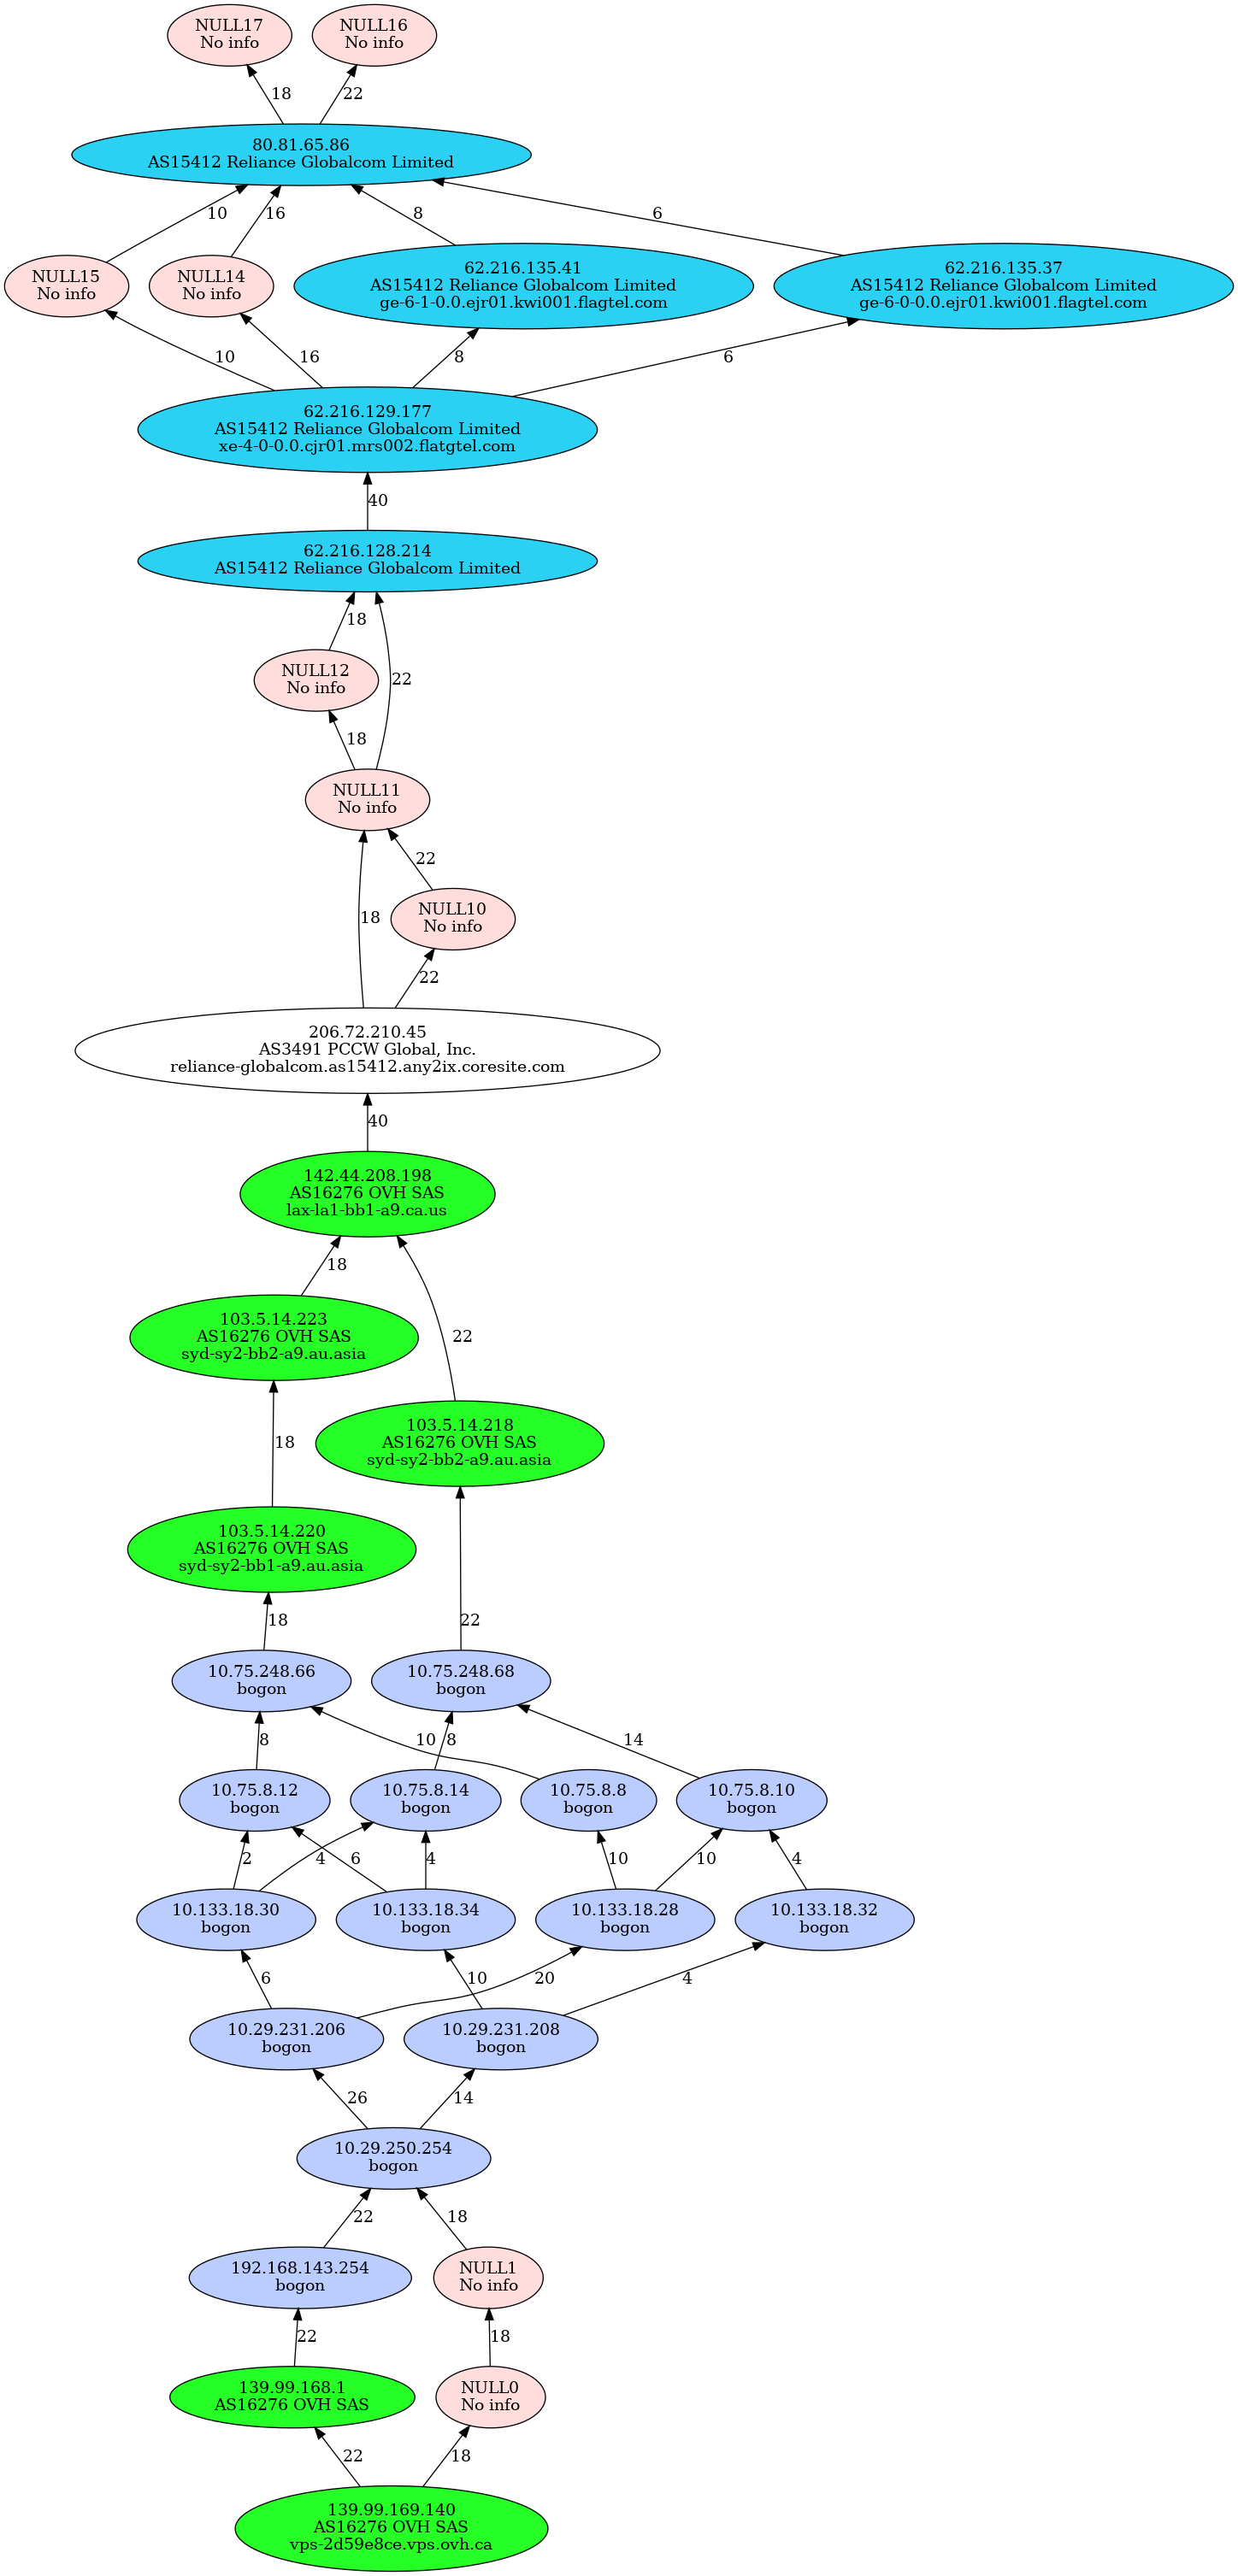 NULL17
No info
NULL16
No info
18
22
80.81.65.86
AS15412 Reliance Globalcom Limited
10
16
8
6
NULL15
No info
NULL14
No info
62.216.135.41
AS15412 Reliance Globalcom Limited
ge-6-1-0.0.ejr01.kwi001.flagtel.com
62.216.135.37
AS15412 Reliance Globalcom Limited
ge-6-0-0.0.ejr01.kwi001.flagtel.com
10
16
8
6
62.216.129.177
AS15412 Reliance Globalcom Limited
xe-4-0-0.0.cjr01.mrs002.flatgtel.com
40
62.216.128.214
AS15412 Reliance Globalcom Limited
18
NULL12
No info
22
18
NULL11
No info
22
18
NULL10
No info
22
206.72.210.45
AS3491 PCCW Global, Inc.
reliance-globalcom.as15412.any2ix.coresite.com
40
142.44.208.198
AS16276 OVH SAS
lax-la1-bb1-a9.ca.us
18
103.5.14.223
AS16276 OVH SAS
syd-sy2-bb2-a9.au.asia
22
18
103.5.14.218
AS16276 OVH SAS
syd-sy2-bb2-a9.au.asia
103.5.14.220
AS16276 OVH SAS
syd-sy2-bb1-a9.au.asia
18
22
10.75.248.66
bogon
10.75.248.68
bogon
8
10
8
14
10.75.8.12
bogon
10.75.8.14
bogon
10.75.8.8
bogon
10.75.8.10
bogon
2
4
6
4
10
10
4
10.133.18.30
bogon
10.133.18.34
bogon
10.133.18.28
bogon
10.133.18.32
bogon
6
10
20
4
10.29.231.206
bogon
10.29.231.208
bogon
26
14
10.29.250.254
bogon
22
18
192.168.143.254
bogon
NULL1
No info
22
18
139.99.168.1
AS16276 OVH SAS
NULL0
No info
22
18
139.99.169.140
AS16276 OVH SAS
vps-2d59e8ce.vps.ovh.ca